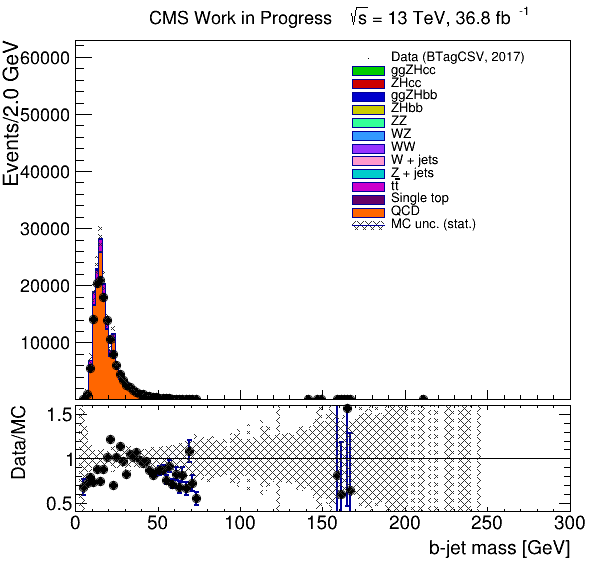 CMS Work in Progress √s = 13 TeV, 36.8 fb⁻¹
Events/2.0 GeV
60000
50000
40000
30000
20000
10000
Data (BTagCSV, 2017)
ggZHcc
ZHcc
ggZHbb
ZHbb
ZZ
WZ
WW
W + jets
Z + jets
tt̄
Single top
QCD
MC unc. (stat.)
Data/MC
1.5
1
0.5
0 50 100 150 200 250 300
b-jet mass [GeV]